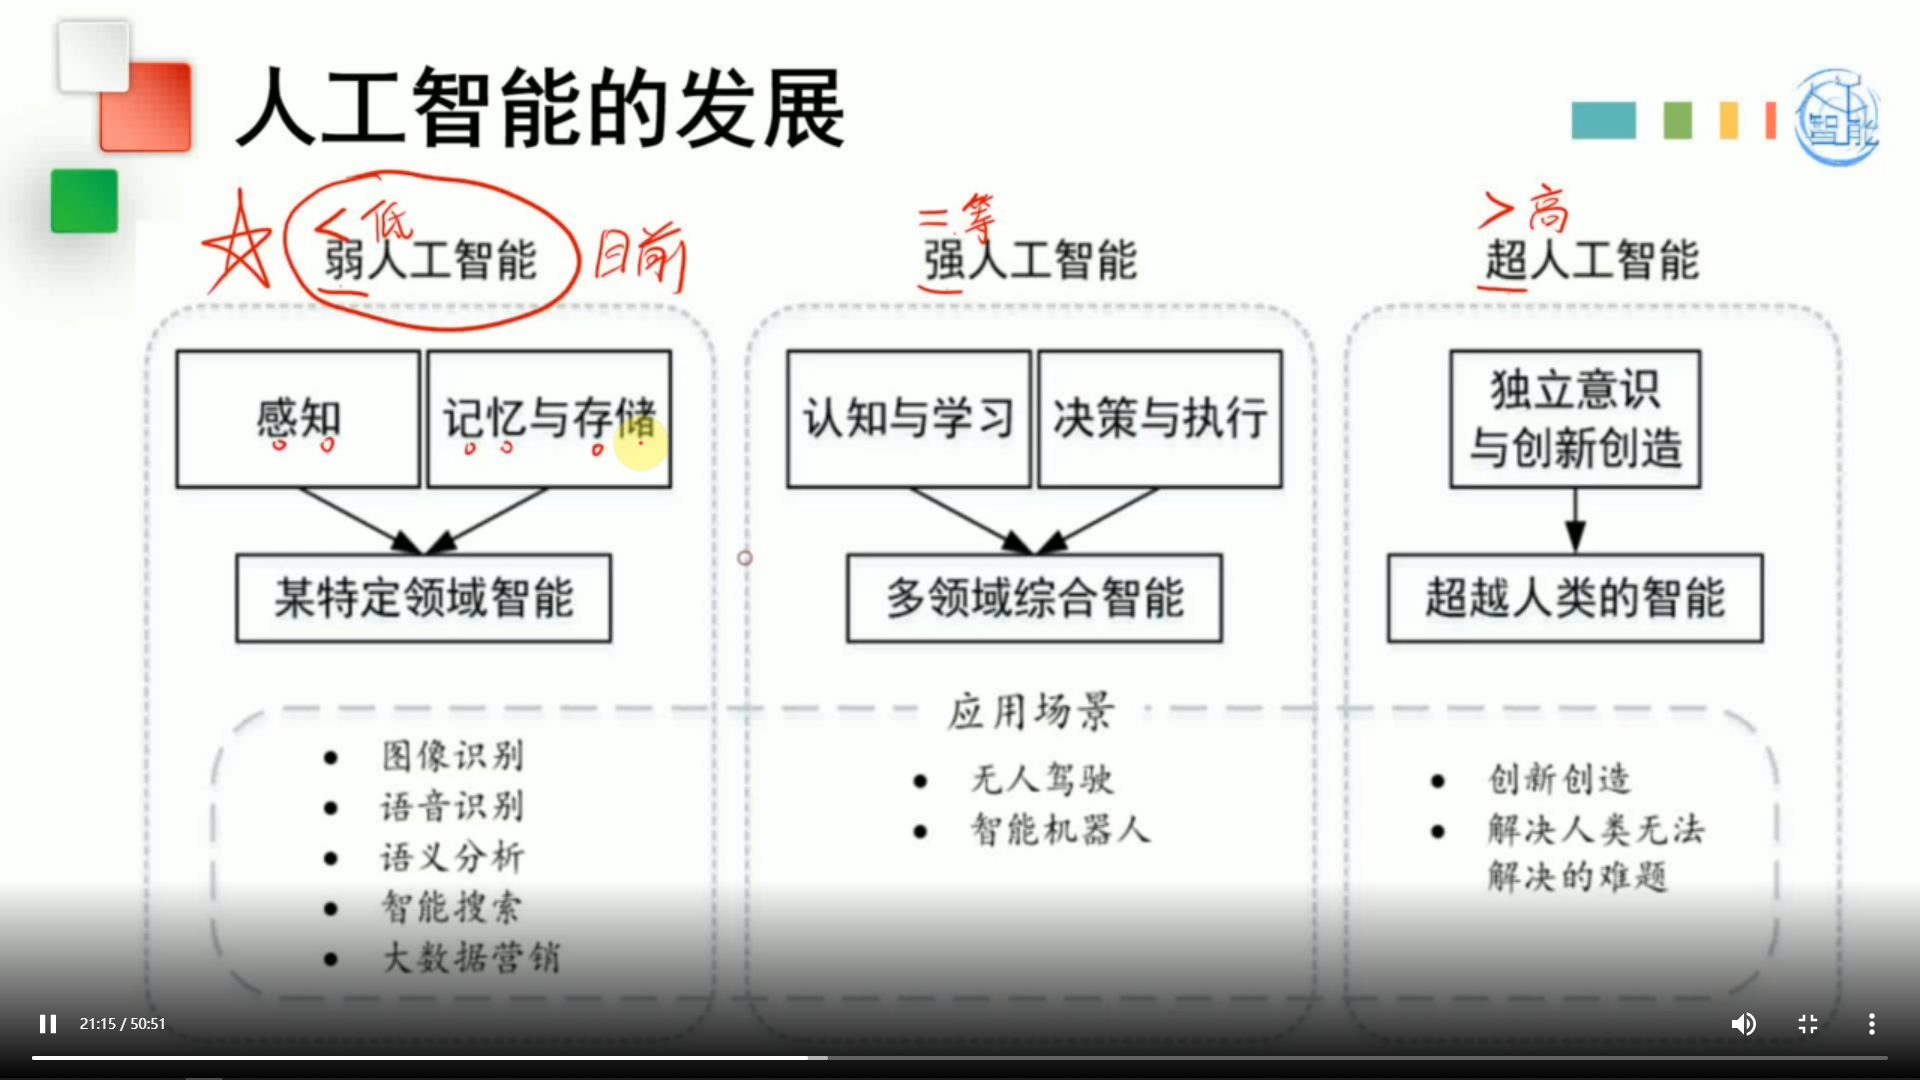 人工智能的发展
智能
<低
弱人工智能
目前
=等
强人工智能
>高
超人工智能
感知
记忆与存储
某特定领域智能
认知与学习
决策与执行
多领域综合智能
独立意识
与创新创造
超越人类的智能
应用场景
• 图像识别
• 语音识别
• 语义分析
• 智能搜索
• 大数据营销
• 无人驾驶
• 智能机器人
• 创新创造
• 解决人类无法
解决的难题
21:15 / 50:51